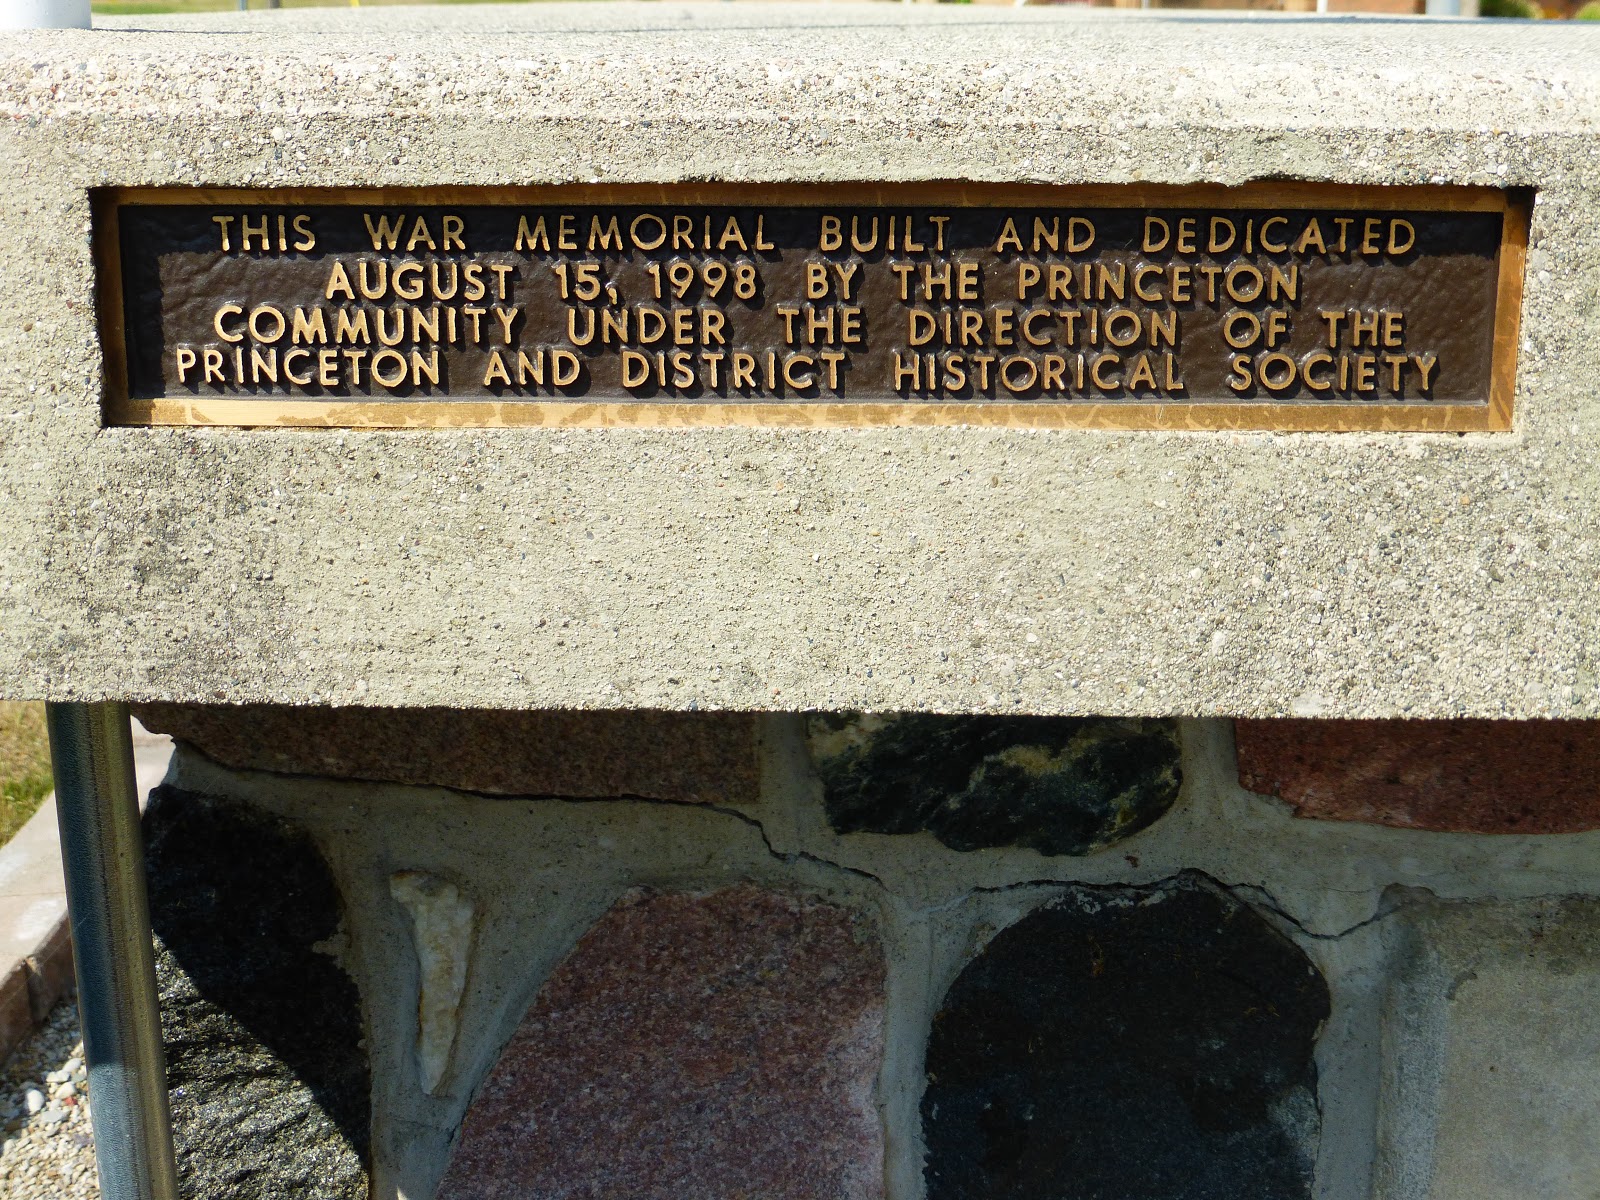 THIS WAR MEMORIAL BUILT AND DEDICATED
AUGUST 15, 1998 BY THE PRINCETON
COMMUNITY UNDER THE DIRECTION OF THE
PRINCETON AND DISTRICT HISTORICAL SOCIETY